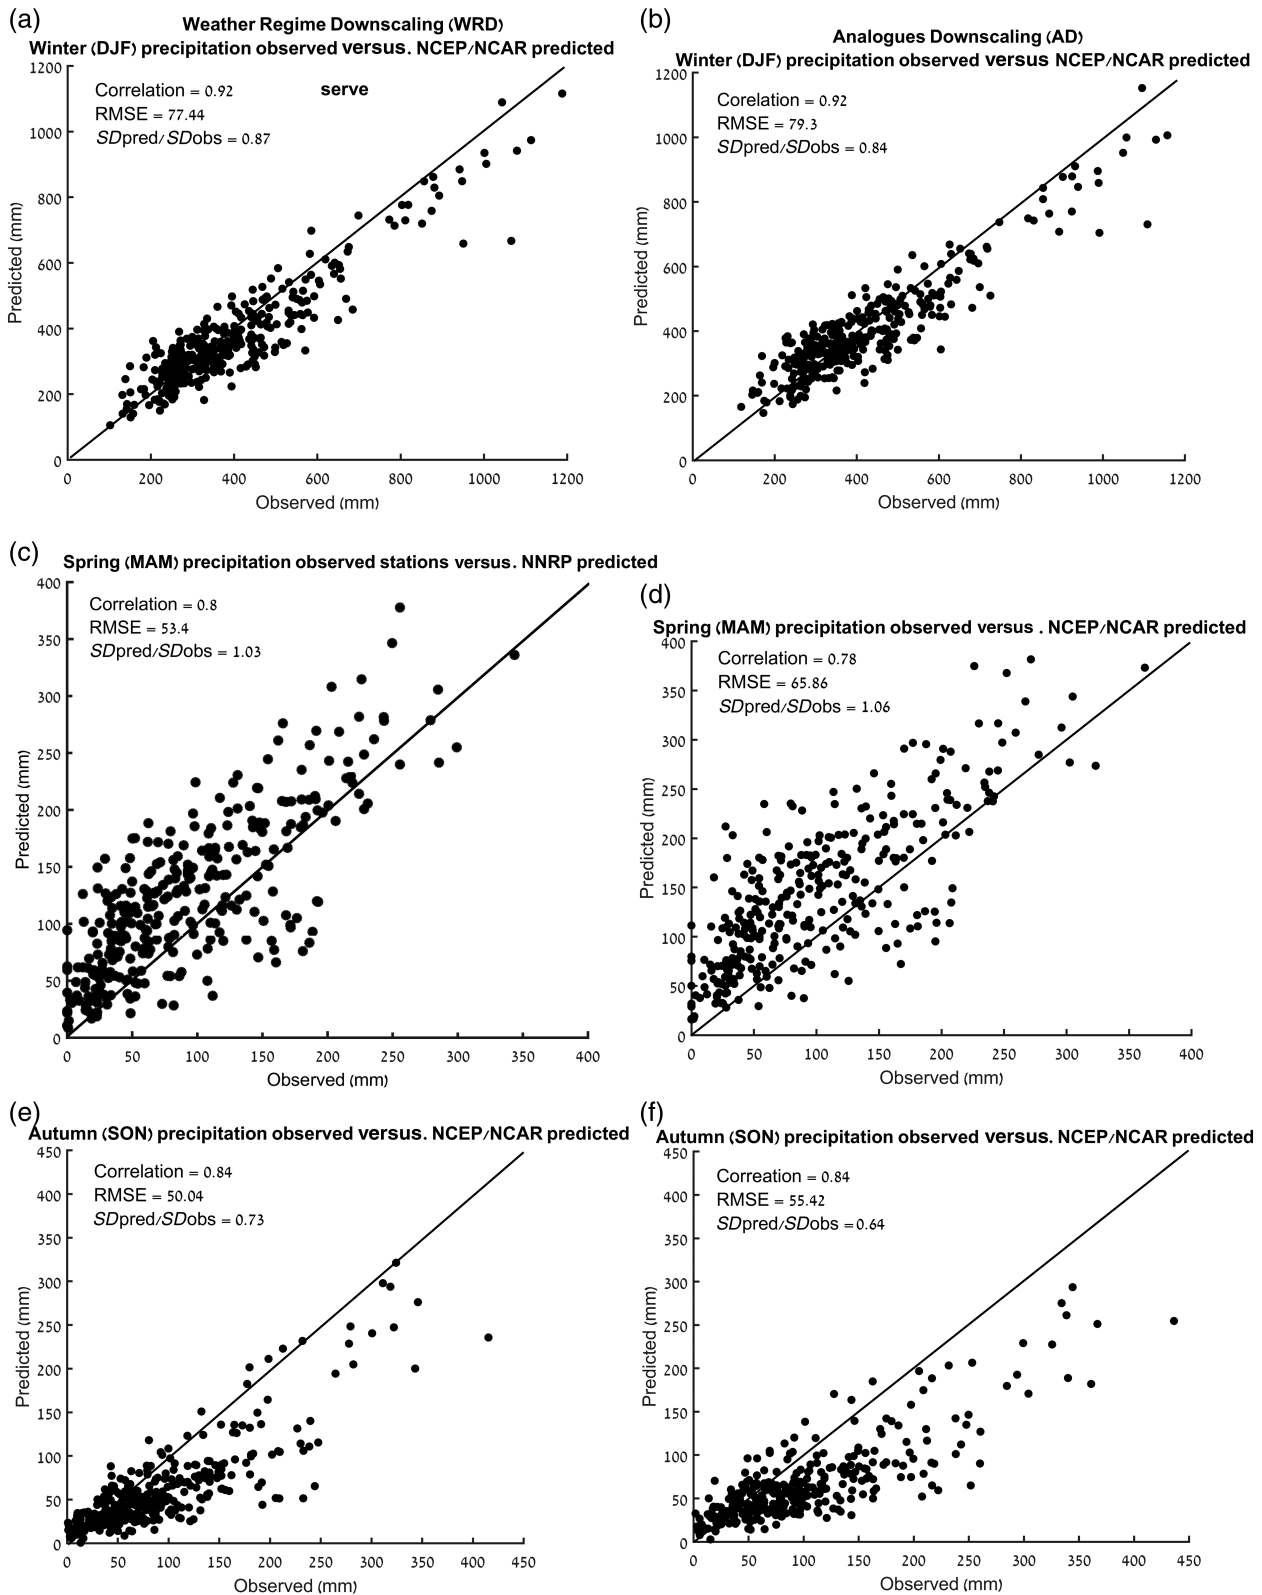 (a)
Weather Regime Downscaling (WRD)
Winter (DJF) precipitation observed versus. NCEP/NCAR predicted
1200
1000
800
600
400
200
0
Predicted (mm)
Correlation = 0.92
serve
RMSE = 77.44
SDpred/SDobs = 0.87
0 200 400 600 800 1000 1200
Observed (mm)
(b)
Analogues Downscaling (AD)
Winter (DJF) precipitation observed versus NCEP/NCAR predicted
1200
1000
800
600
400
200
0
Predicted (mm)
Corelation = 0.92
RMSE = 79.3
SDpred/SDobs = 0.84
0 200 400 600 800 1000 1200
Observed (mm)
(c)
Spring (MAM) precipitation observed stations versus. NNRP predicted
400
350
300
250
200
150
100
50
0
Predicted (mm)
Correlation = 0.8
RMSE = 53.4
SDpred/SDobs = 1.03
0 50 100 150 200 250 300 350 400
Observed (mm)
(d)
Spring (MAM) precipitation observed versus . NCEP/NCAR predicted
400
350
300
250
200
150
100
50
0
Predicted (mm)
Correlation = 0.78
RMSE = 65.86
SDpred/SDobs = 1.06
0 50 100 150 200 250 300 350 400
Observed (mm)
(e)
Autumn (SON) precipitation observed versus. NCEP/NCAR predicted
450
400
350
300
250
200
150
100
50
0
Predicted (mm)
Correlation = 0.84
RMSE = 50.04
SDpred/SDobs = 0.73
0 50 100 150 200 250 300 350 400 450
Observed (mm)
(f)
Autumn (SON) precipitation observed versus. NCEP/NCAR predicted
450
400
350
300
250
200
150
100
50
0
Predicted (mm)
Correation = 0.84
RMSE = 55.42
SDpred/SDobs = 0.64
0 50 100 150 200 250 300 350 400 450
Observed (mm)